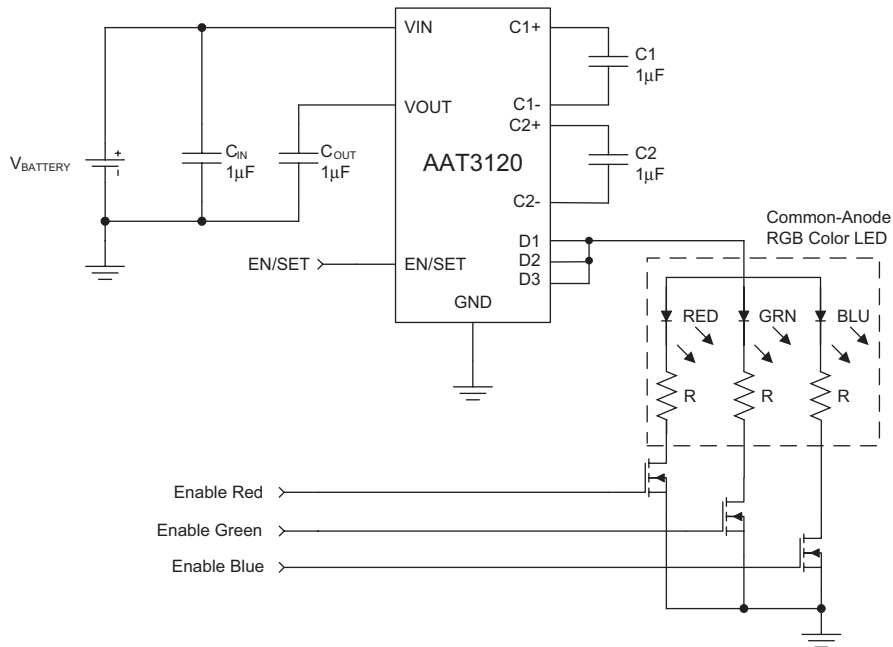 VIN
C1+
C1
1µF
VOUT
C1-
C2+
VBATTERY
+
-
CIN
1µF
COUT
1µF
AAT3120
C2
1µF
C2-
Common-Anode
RGB Color LED
D1
EN/SET
EN/SET
D2
D3
GND
RED
GRN
BLU
R
R
R
Enable Red
Enable Green
Enable Blue